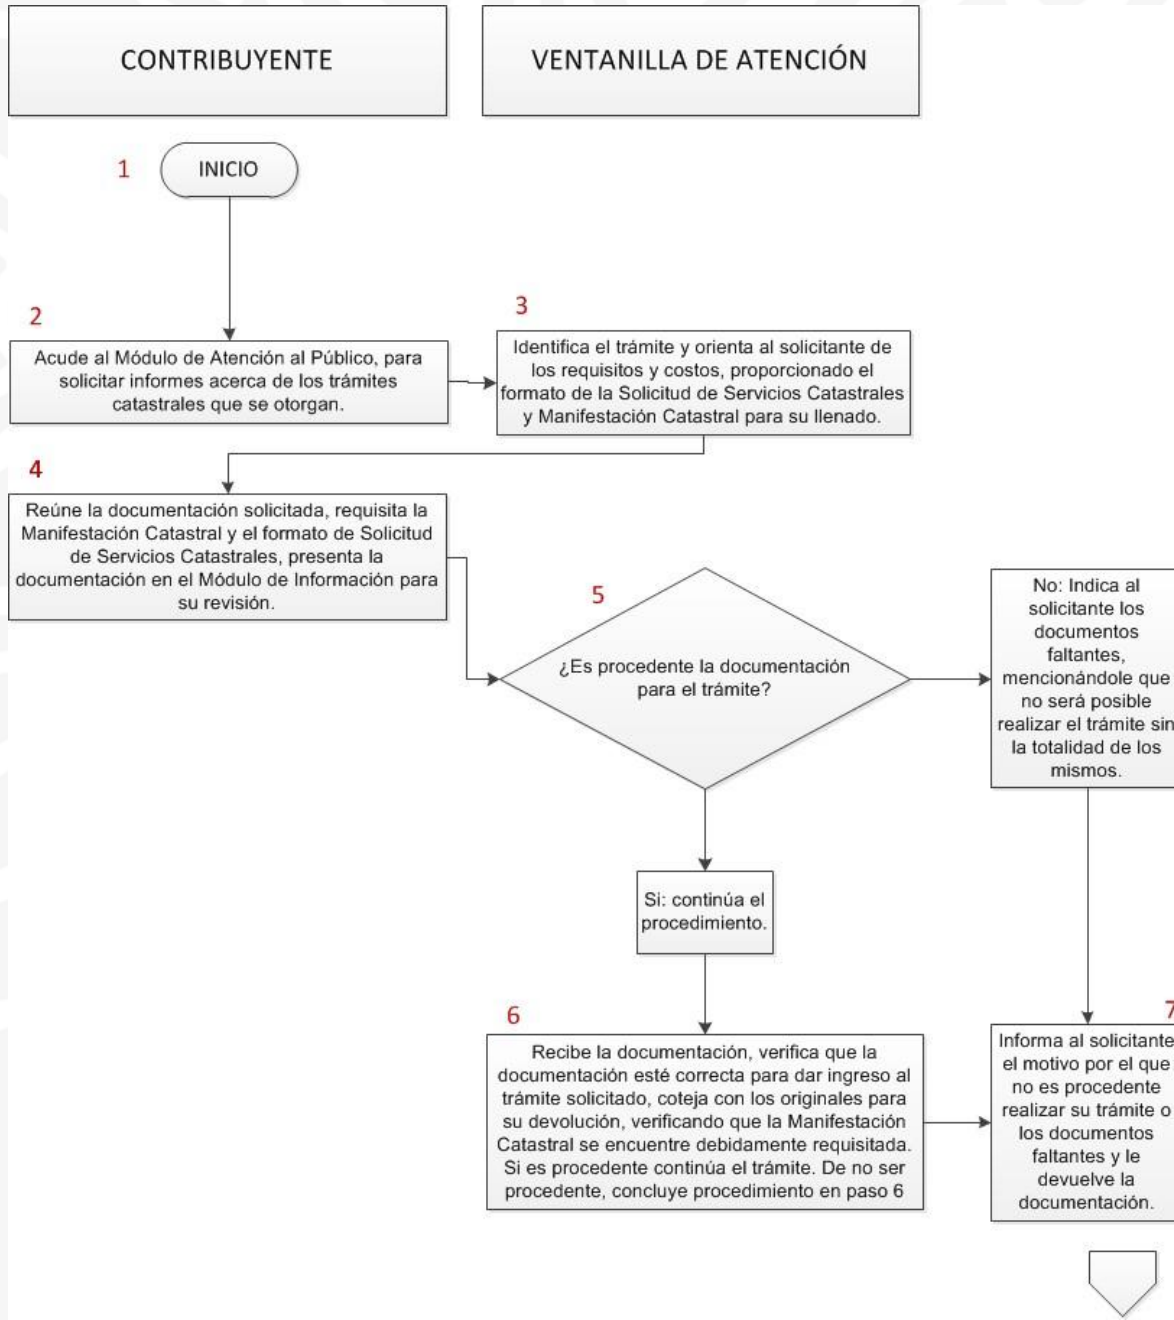 CONTRIBUYENTE
VENTANILLA DE ATENCIÓN
1
INICIO
2
Acude al Módulo de Atención al Público, para
solicitar informes acerca de los trámites
catastrales que se otorgan.
3
Identifica el trámite y orienta al solicitante de
los requisitos y costos, proporcionado el
formato de la Solicitud de Servicios Catastrales
y Manifestación Catastral para su llenado.
4
Reúne la documentación solicitada, requisita la
Manifestación Catastral y el formato de Solicitud
de Servicios Catastrales, presenta la
documentación en el Módulo de Información para
su revisión.
5
¿Es procedente la documentación
para el trámite?
No: Indica al
solicitante los
documentos
faltantes,
mencionándole que
no será posible
realizar el trámite sin
la totalidad de los
mismos.
Si: continúa el
procedimiento.
6
Recibe la documentación, verifica que la
documentación esté correcta para dar ingreso al
trámite solicitado, coteja con los originales para
su devolución, verificando que la Manifestación
Catastral se encuentre debidamente requisitada.
Si es procedente continúa el trámite. De no ser
procedente, concluye procedimiento en paso 6
7
Informa al solicitante
el motivo por el que
no es procedente
realizar su trámite o
los documentos
faltantes y le
devuelve la
documentación.